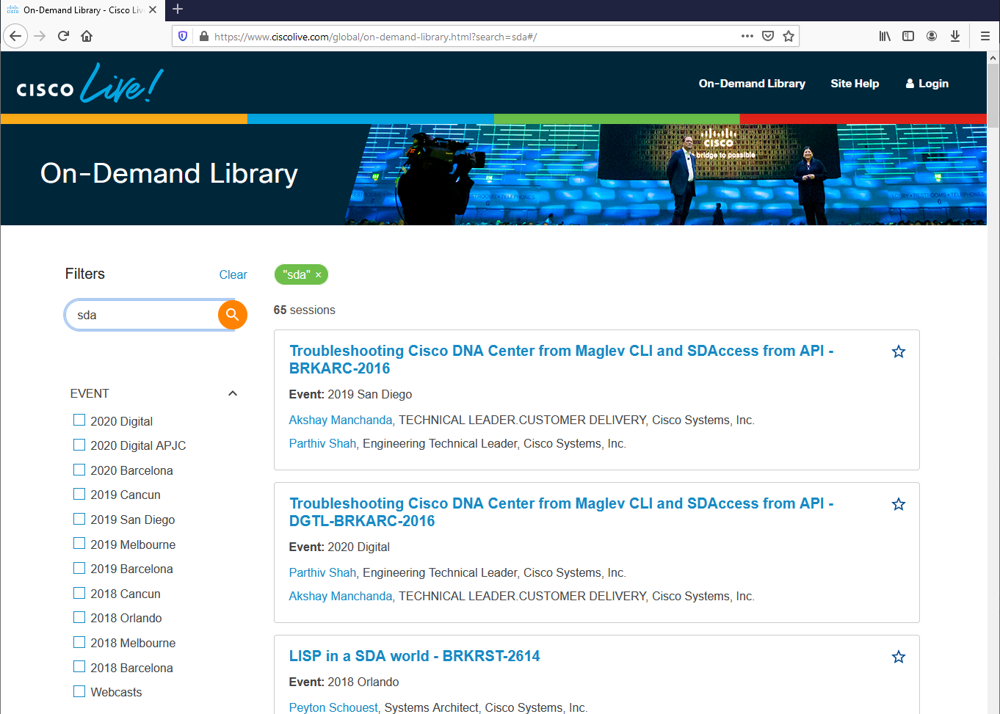 On-Demand Library - Cisco Liv
https://www.ciscolive.com/global/on-demand-library.html?search=sda#/
CISCO Live!
On-Demand Library
Site Help
Login
On-Demand Library
cisco
bridge to possible
RESTROOMS • TELEPHONES
LOBBY • RESTROOMS • TELEPHONES
Filters
Clear
"sda" ×
sda
65 sessions
EVENT
2020 Digital
2020 Digital APJC
2020 Barcelona
2019 Cancun
2019 San Diego
2019 Melbourne
2019 Barcelona
2018 Cancun
2018 Orlando
2018 Melbourne
2018 Barcelona
Webcasts
Troubleshooting Cisco DNA Center from Maglev CLI and SDAccess from API -
BRKARC-2016
Event: 2019 San Diego
Akshay Manchanda, TECHNICAL LEADER.CUSTOMER DELIVERY, Cisco Systems, Inc.
Parthiv Shah, Engineering Technical Leader, Cisco Systems, Inc.
Troubleshooting Cisco DNA Center from Maglev CLI and SDAccess from API -
DGTL-BRKARC-2016
Event: 2020 Digital
Parthiv Shah, Engineering Technical Leader, Cisco Systems, Inc.
Akshay Manchanda, TECHNICAL LEADER.CUSTOMER DELIVERY, Cisco Systems, Inc.
LISP in a SDA world - BRKRST-2614
Event: 2018 Orlando
Peyton Schouest, Systems Architect, Cisco Systems, Inc.